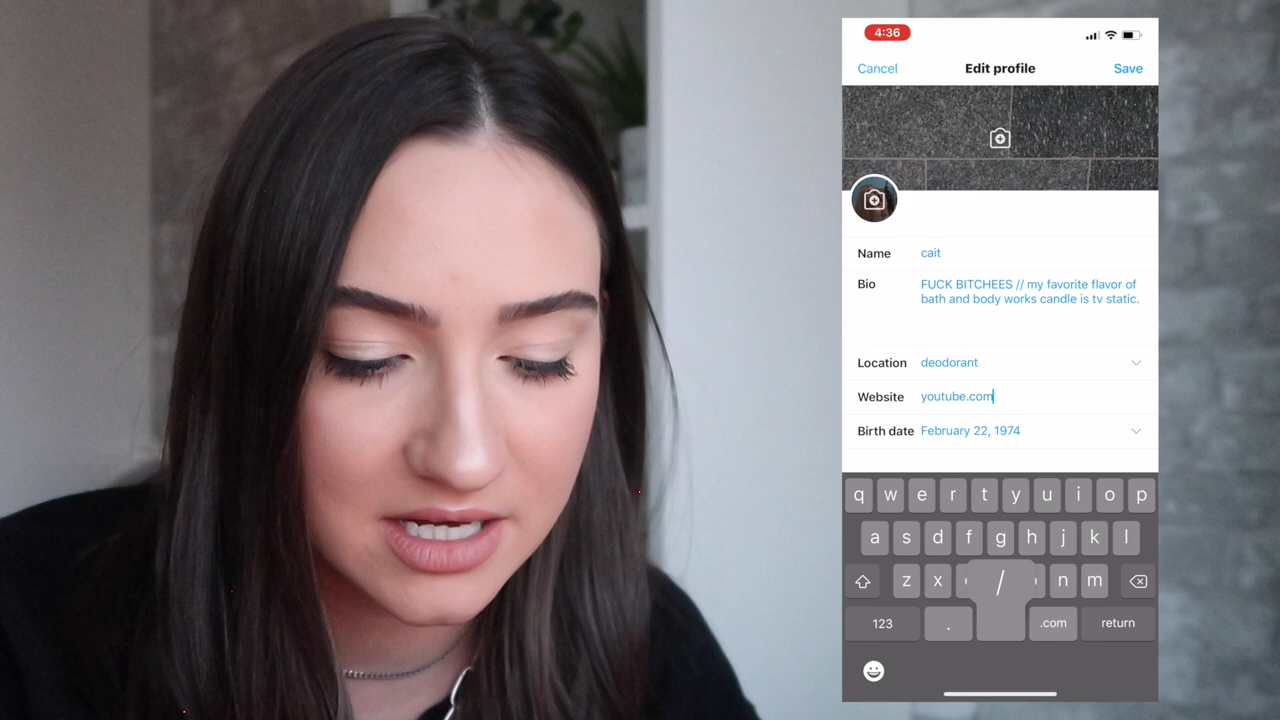 4:36
Cancel Edit profile Save
Name cait
Bio FUCK BITCHEES // my favorite flavor of
bath and body works candle is tv static.
Location deodorant
Website youtube.com
Birth date February 22, 1974
q w e r t y u i o p
a s d f g h j k l
z x / n m
123 . .com return